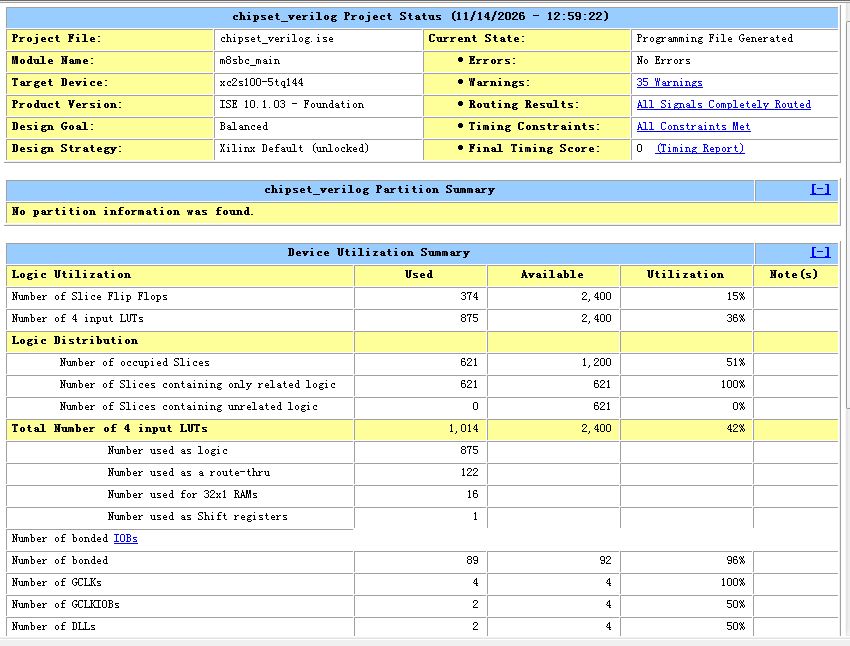 chipset_verilog Project Status (11/14/2026 - 12:59:22)
Project File: chipset_verilog.ise Current State: Programming File Generated
Module Name: m8sbc_main • Errors: No Errors
Target Device: xc2s100-5tq144 • Warnings: 35 Warnings
Product Version: ISE 10.1.03 - Foundation • Routing Results: All Signals Completely Routed
Design Goal: Balanced • Timing Constraints: All Constraints Met
Design Strategy: Xilinx Default (unlocked) • Final Timing Score: 0 (Timing Report)
chipset_verilog Partition Summary [-]
No partition information was found.
Device Utilization Summary [-]
Logic Utilization Used Available Utilization Note(s)
Number of Slice Flip Flops 374 2,400 15%
Number of 4 input LUTs 875 2,400 36%
Logic Distribution
Number of occupied Slices 621 1,200 51%
Number of Slices containing only related logic 621 621 100%
Number of Slices containing unrelated logic 0 621 0%
Total Number of 4 input LUTs 1,014 2,400 42%
Number used as logic 875
Number used as a route-thru 122
Number used for 32x1 RAMs 16
Number used as Shift registers 1
Number of bonded IOBs
Number of bonded 89 92 96%
Number of GCLKs 4 4 100%
Number of GCLKIOBs 2 4 50%
Number of DLLs 2 4 50%